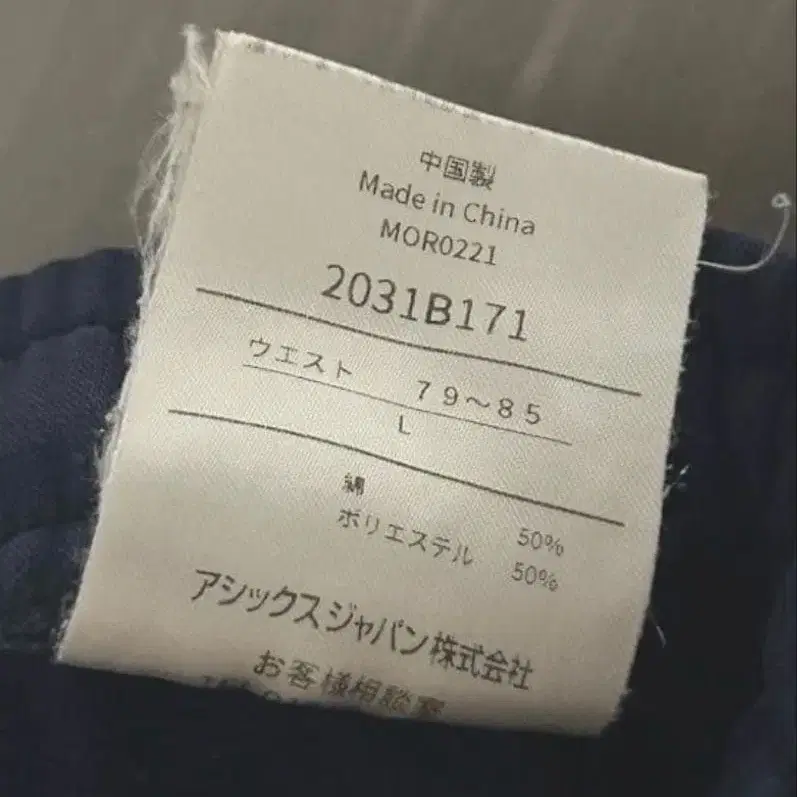 中国製
Made in China
MOR0221
2031B171
ウエスト 79～85
L
綿 50%
ポリエステル 50%
アシックスジャパン株式会社
お客様相談室